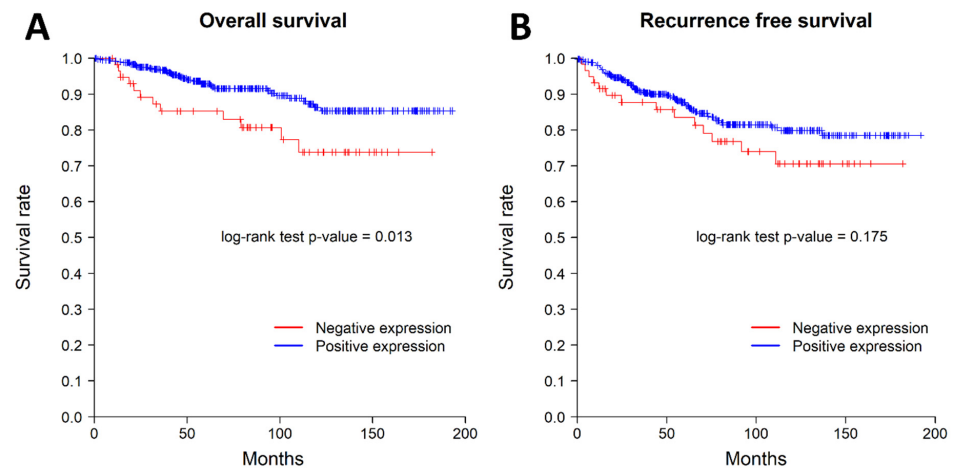 A
Overall survival
Survival rate
1.0
0.9
0.8
0.7
0.6
0.5
0.4
0.3
0.2
0.1
0.0
log-rank test p-value = 0.013
Negative expression
Positive expression
0 50 100 150 200
Months
B
Recurrence free survival
Survival rate
1.0
0.9
0.8
0.7
0.6
0.5
0.4
0.3
0.2
0.1
0.0
log-rank test p-value = 0.175
Negative expression
Positive expression
0 50 100 150 200
Months